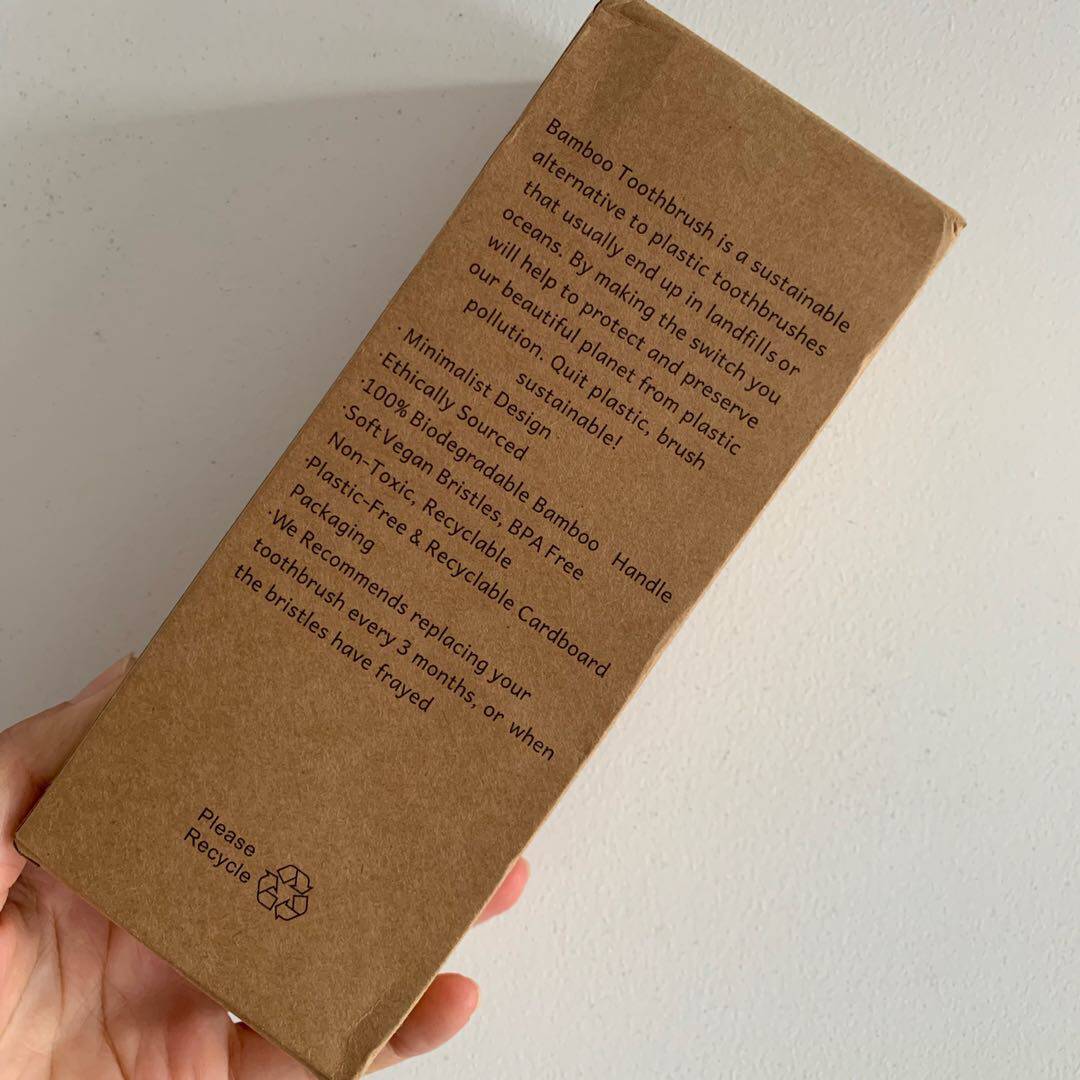 Bamboo Toothbrush is a sustainable
alternative to plastic toothbrushes
that usually end up in landfills or
oceans. By making the switch you
will help to protect and preserve
our beautiful planet from plastic
pollution. Quit plastic, brush
sustainable!
· Minimalist Design
·Ethically Sourced
·100% Biodegradable Bamboo Handle
·Soft Vegan Bristles, BPA Free
Non-Toxic, Recyclable
·Plastic-Free & Recyclable Cardboard
Packaging
·We Recommends replacing your
toothbrush every 3 months, or when
the bristles have frayed
Please
Recycle